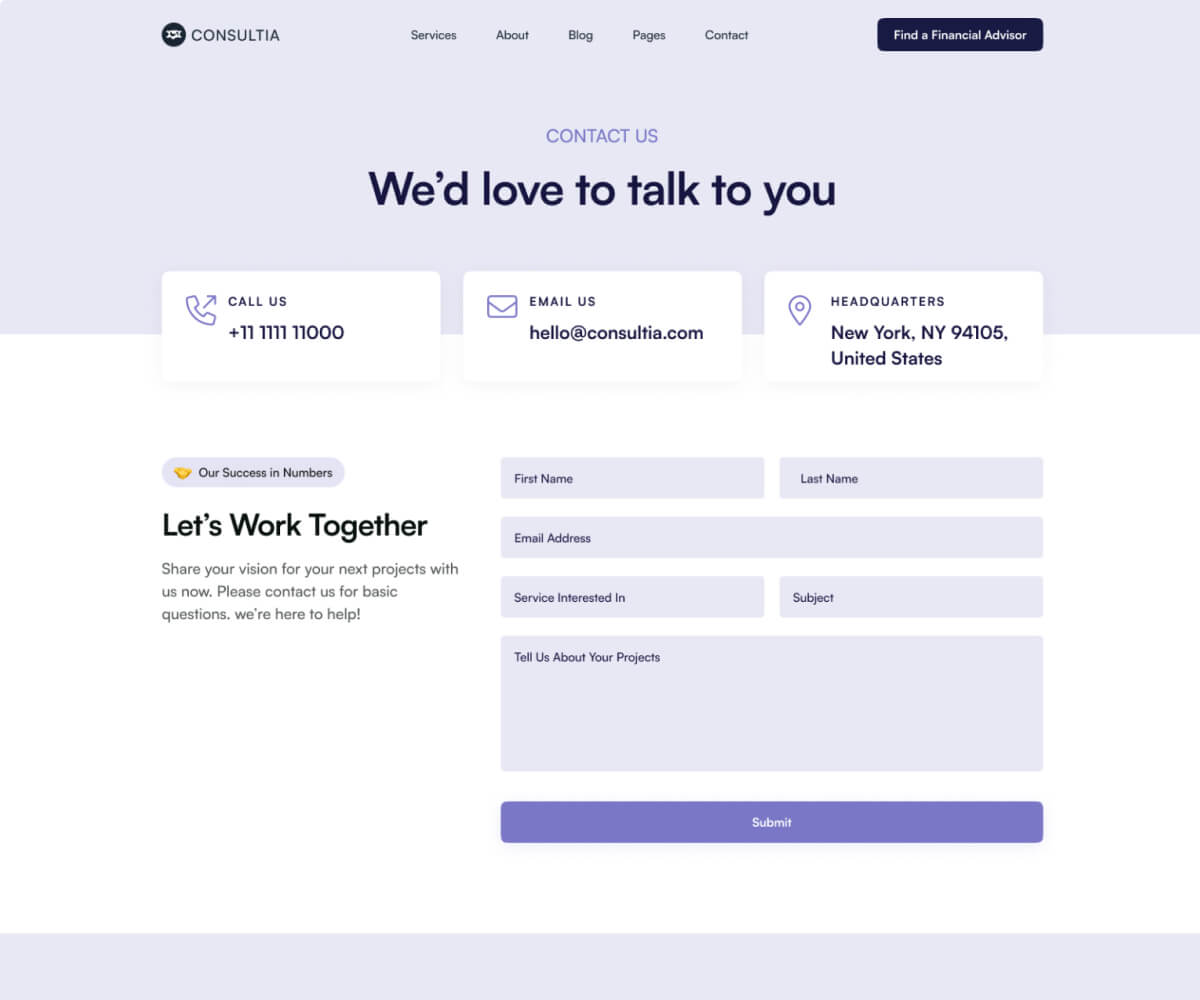 CONSULTIA
Services About Blog Pages Contact
Find a Financial Advisor
CONTACT US
We’d love to talk to you
CALL US
+11 1111 11000
EMAIL US
hello@consultia.com
HEADQUARTERS
New York, NY 94105,
United States
Our Success in Numbers
Let’s Work Together
Share your vision for your next projects with
us now. Please contact us for basic
questions. we’re here to help!
First Name
Last Name
Email Address
Service Interested In
Subject
Tell Us About Your Projects
Submit